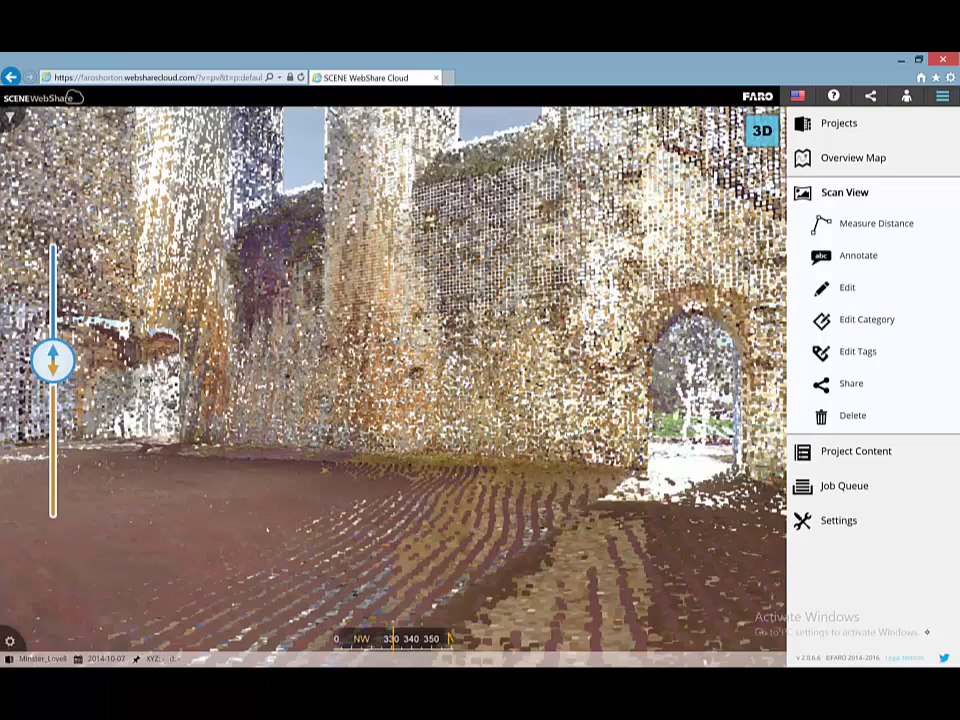 https://faroshorton.websharecloud.com/?v=pv&t=p:defaul
SCENE WebShare Cloud
SCENE WebShare
FARO
3D
Projects
Overview Map
Scan View
Measure Distance
abc
Annotate
Edit
Edit Category
Edit Tags
Share
Delete
Project Content
Job Queue
Settings
Activate Windows
Go to PC settings to activate Windows.
0 NW 330 340 350 N
Minster_Lovell 2014-10-07 XYZ: - d: -
v 2.0.6.6 ©FARO 2014-2016 Legal Notices